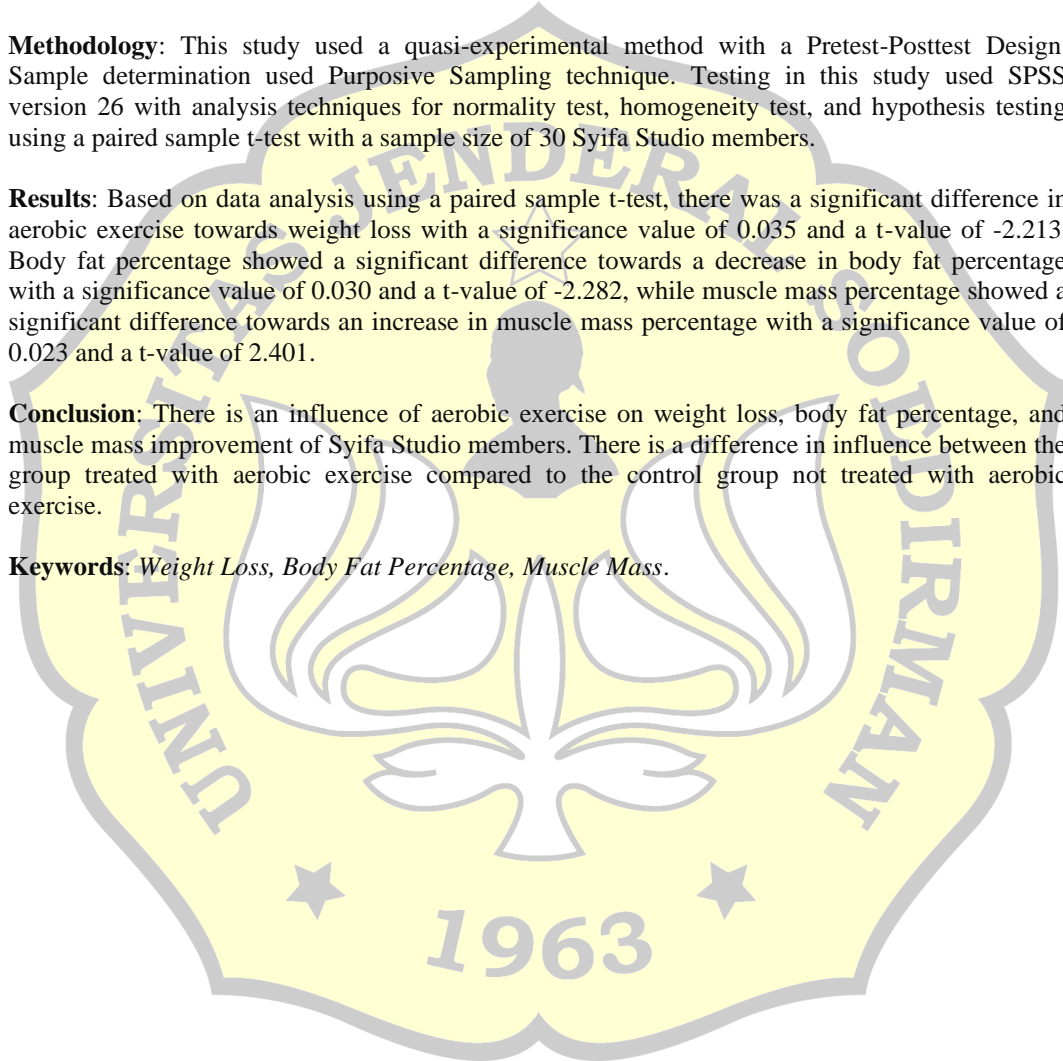 Methodology: This study used a quasi-experimental method with a Pretest-Posttest Design
Sample determination used Purposive Sampling technique. Testing in this study used SPSS
version 26 with analysis techniques for normality test, homogeneity test, and hypothesis testing
using a paired sample t-test with a sample size of 30 Syifa Studio members.
Results: Based on data analysis using a paired sample t-test, there was a significant difference in
aerobic exercise towards weight loss with a significance value of 0.035 and a t-value of -2.213
Body fat percentage showed a significant difference towards a decrease in body fat percentage
with a significance value of 0.030 and a t-value of -2.282, while muscle mass percentage showed a
significant difference towards an increase in muscle mass percentage with a significance value of
0.023 and a t-value of 2.401.
Conclusion: There is an influence of aerobic exercise on weight loss, body fat percentage, and
muscle mass improvement of Syifa Studio members. There is a difference in influence between the
group treated with aerobic exercise compared to the control group not treated with aerobic
exercise.
Keywords: Weight Loss, Body Fat Percentage, Muscle Mass.
UNIVERSITAS JENDERAL SOEDIRMAN
1963